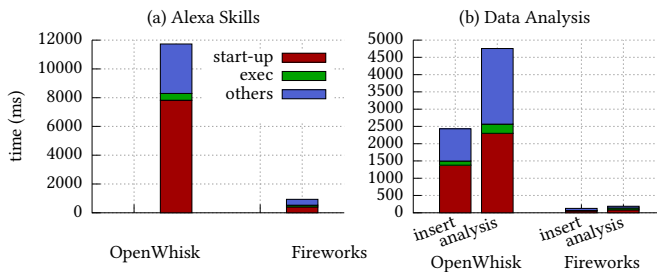 (a) Alexa Skills
12000
10000
8000
6000
4000
2000
0
time (ms)
start-up
exec
others
OpenWhisk
Fireworks
(b) Data Analysis
5000
4500
4000
3500
3000
2500
2000
1500
1000
500
0
insert
analysis
insert
analysis
OpenWhisk
Fireworks